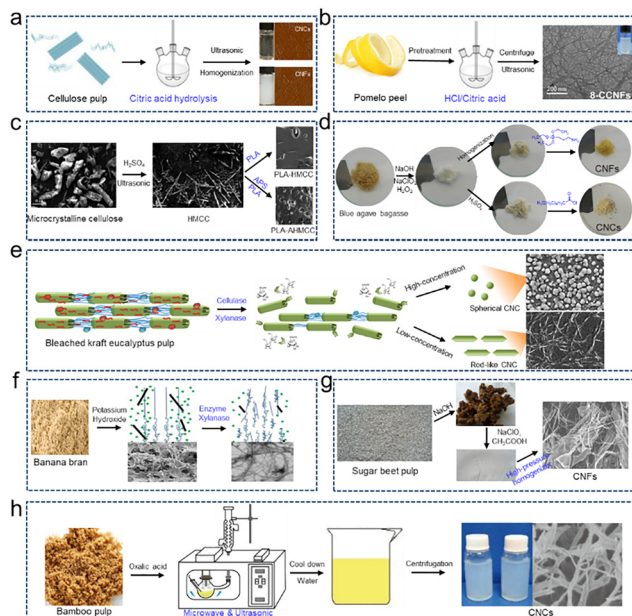 a
Cellulose pulp
Citric acid hydrolysis
Ultrasonic
Homogenization
CNCs
CNFs
b
Pomelo peel
Pretreatment
HCl/Citric acid
Centrifuge
Ultrasonic
200 nm
8-CCNFs
c
Microcrystalline cellulose
H₂SO₄
Ultrasonic
HMCC
PLA
PLA-HMCC
APS
PLA
PLA-AHMCC
d
Blue agave bagasse
NaOH
NaClO₂
H₂O₂
Homogenization
CNFs
H₂SO₄
CNCs
e
Bleached kraft eucalyptus pulp
Cellulase
Xylanase
High-concentration
Spherical CNC
Low-concentration
Rod-like CNC
f
Banana bran
Potassium
Hydroxide
Enzyme
Xylanase
g
Sugar beet pulp
NaOH
NaClO,
CH₃COOH
High-pressure
homogenizer
CNFs
h
Bamboo pulp
Oxalic acid
Microwave & Ultrasonic
Cool down
Water
Centrifugation
CNCs